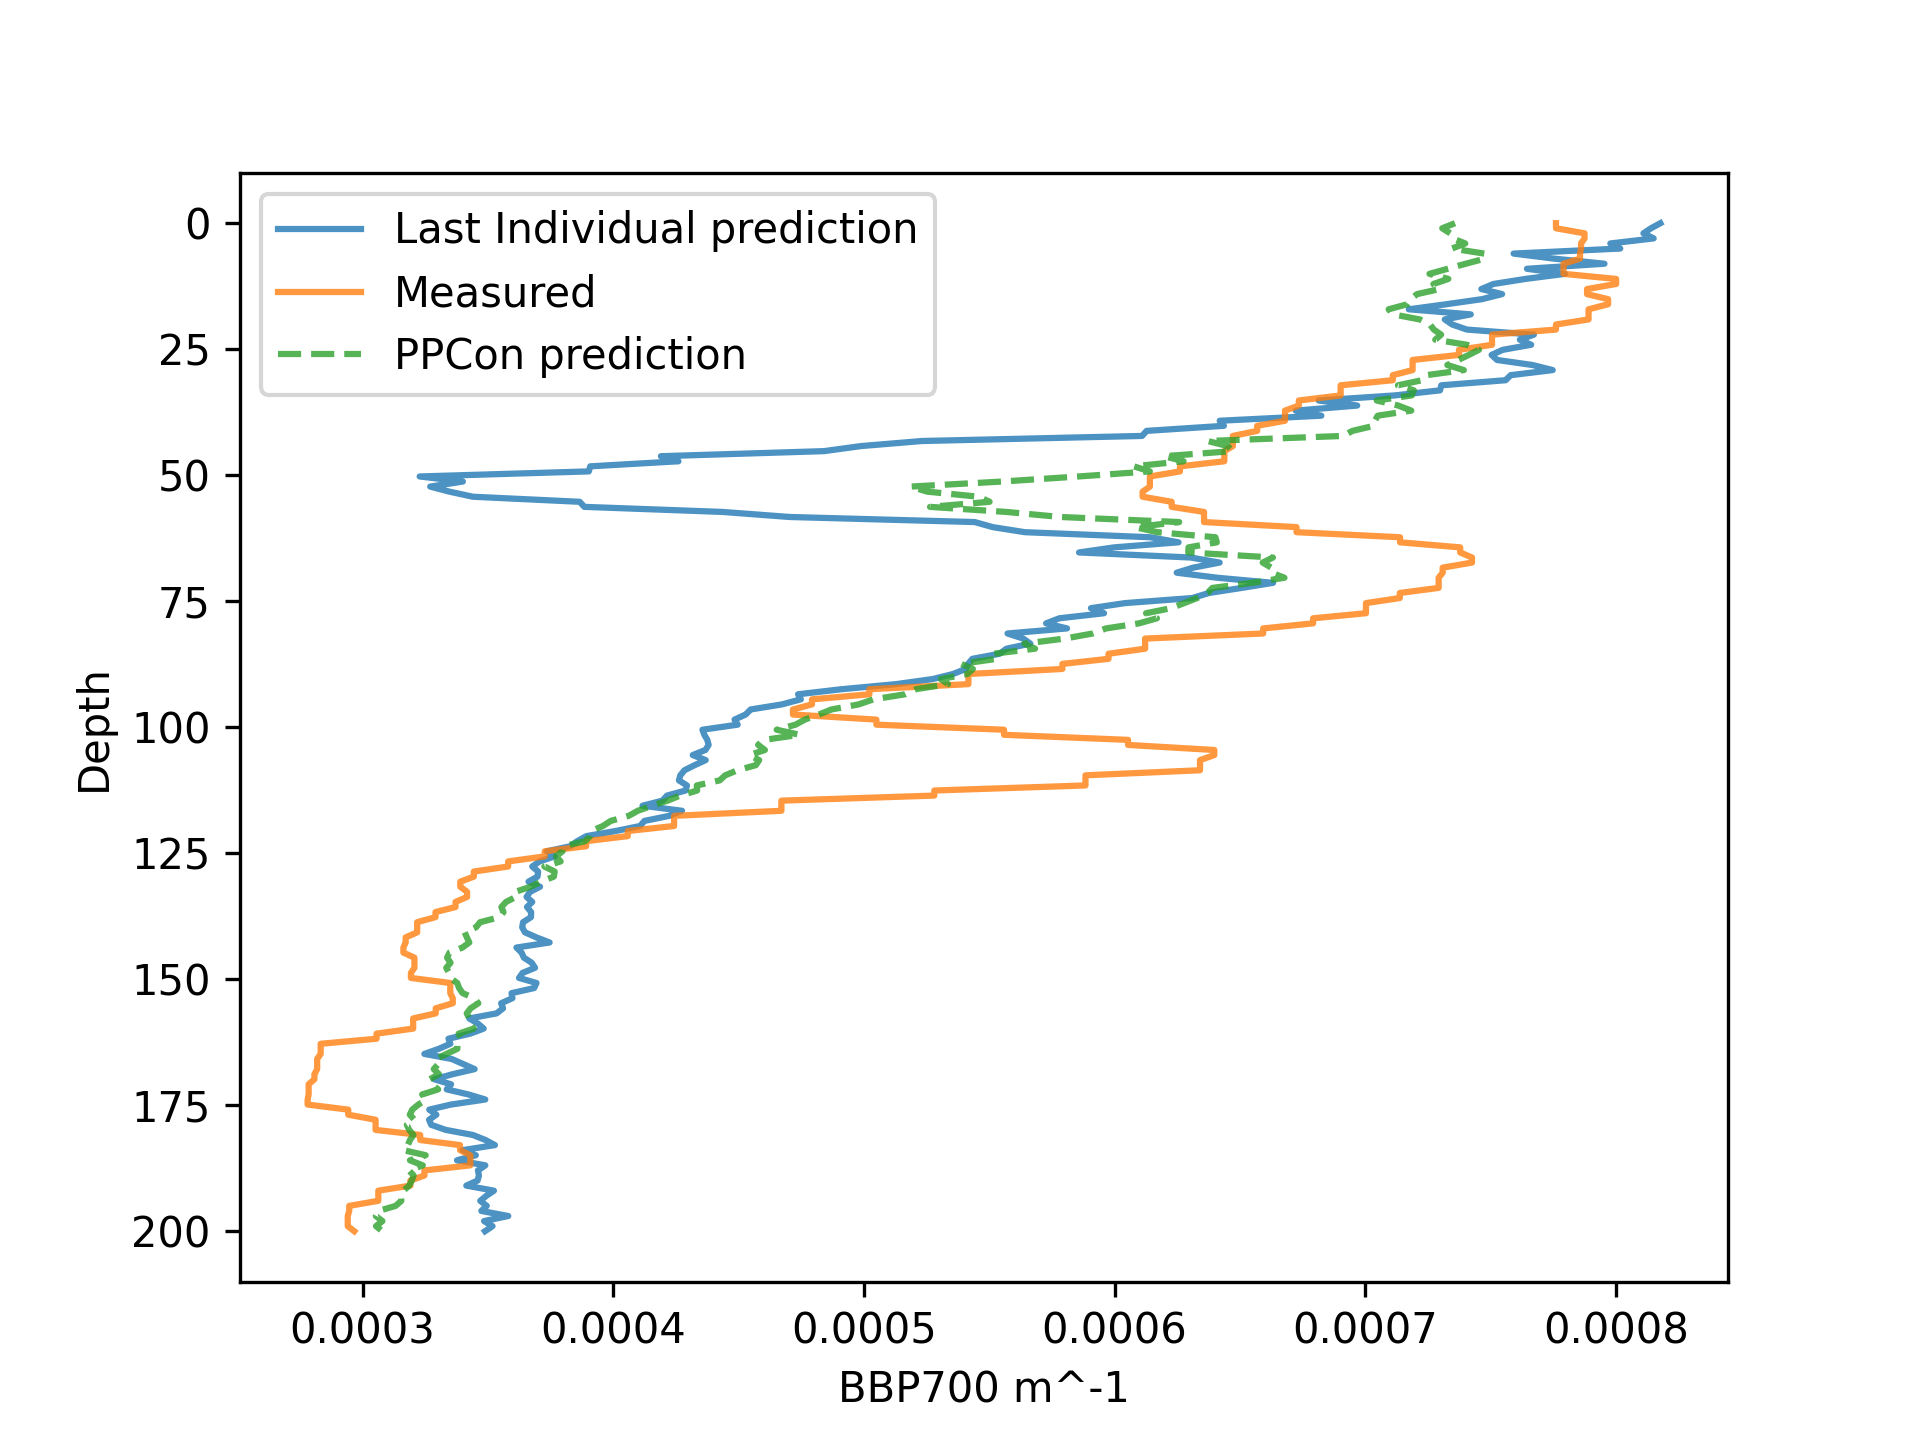 Last Individual prediction
Measured
PPCon prediction
0
25
50
75
100
125
150
175
200
Depth
0.0003 0.0004 0.0005 0.0006 0.0007 0.0008
BBP700 m^-1